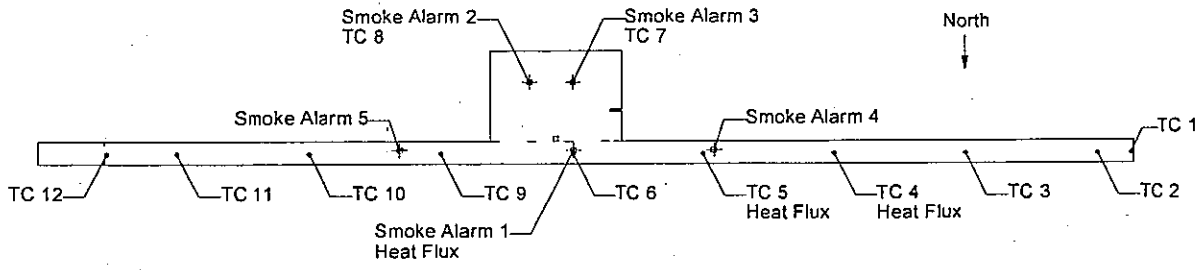 Smoke Alarm 2
TC 8
Smoke Alarm 3
TC 7
North
Smoke Alarm 5
Smoke Alarm 4
TC 1
TC 12
TC 11
TC 10
TC 9
TC 6
TC 5
Heat Flux
TC 4
Heat Flux
TC 3
TC 2
Smoke Alarm 1
Heat Flux